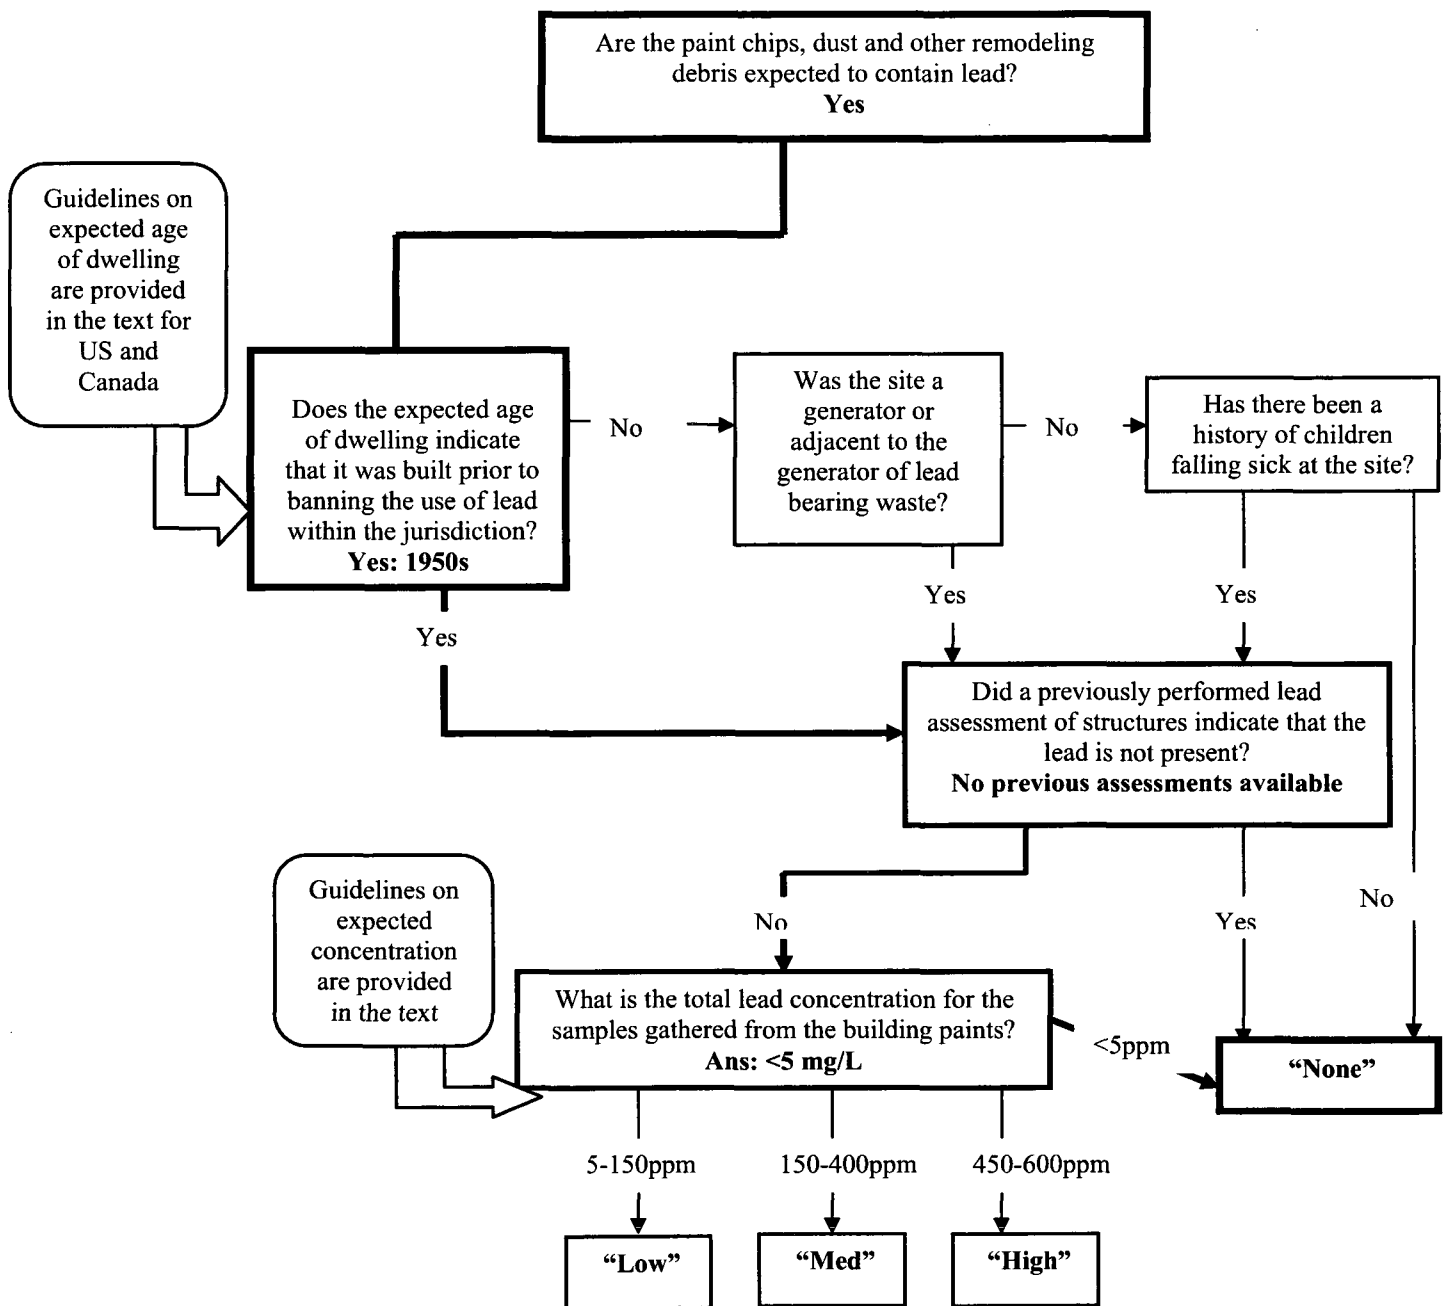 Are the paint chips, dust and other remodeling
debris expected to contain lead?
Yes
Guidelines on
expected age
of dwelling
are provided
in the text for
US and
Canada
Does the expected age
of dwelling indicate
that it was built prior to
banning the use of lead
within the jurisdiction?
Yes: 1950s
No
Was the site a
generator or
adjacent to the
generator of lead
bearing waste?
No
Has there been a
history of children
falling sick at the site?
Yes
Yes
Yes
Did a previously performed lead
assessment of structures indicate that the
lead is not present?
No previous assessments available
No
Yes
No
Guidelines on
expected
concentration
are provided
in the text
What is the total lead concentration for the
samples gathered from the building paints?
Ans: <5 mg/L
<5ppm
“None”
5-150ppm
150-400ppm
450-600ppm
“Low”
“Med”
“High”